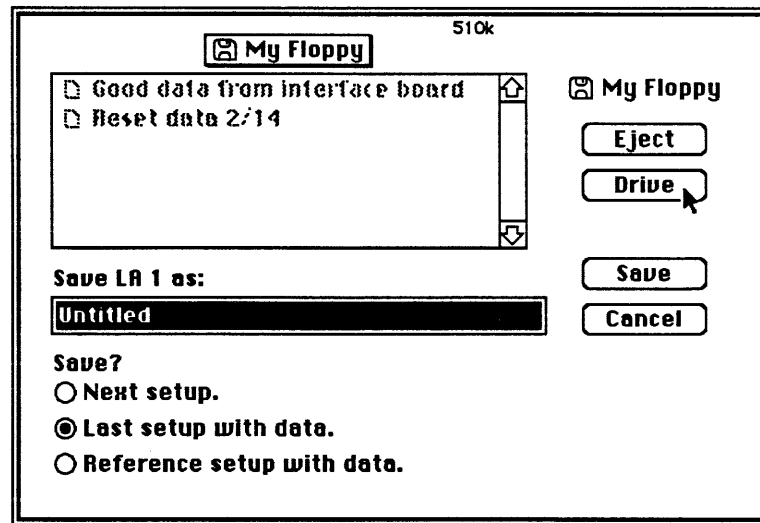 510k
My Floppy
Good data from interface board
Reset data 2/14
My Floppy
Eject
Drive
Save LA 1 as:
Untitled
Save
Cancel
Save?
Next setup.
Last setup with data.
Reference setup with data.